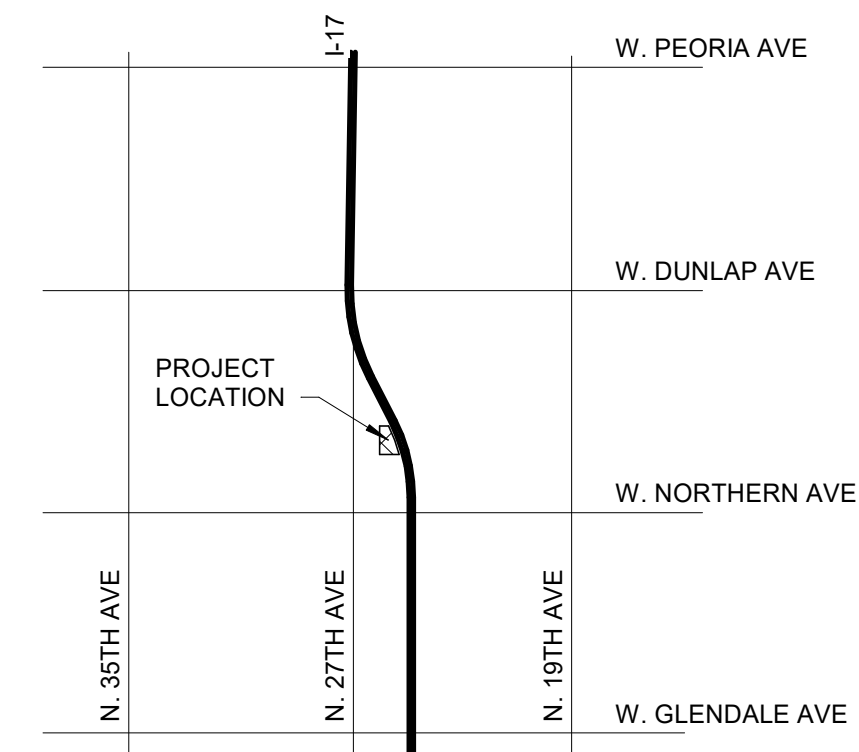 I-17
W. PEORIA AVE
W. DUNLAP AVE
PROJECT
LOCATION
W. NORTHERN AVE
N. 35TH AVE
N. 27TH AVE
N. 19TH AVE
W. GLENDALE AVE